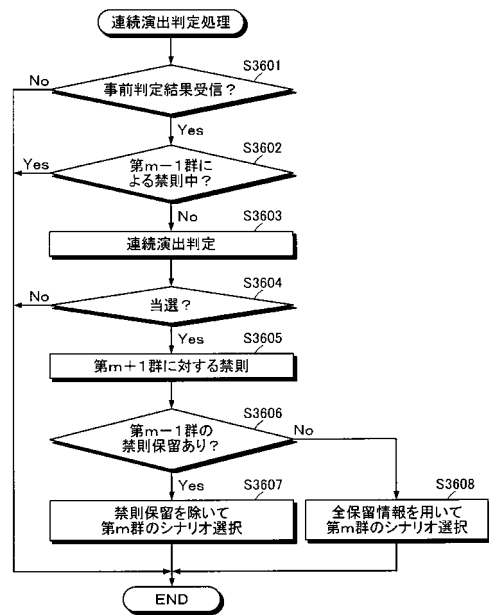 連続演出判定処理
S3601
No
事前判定結果受信？
Yes
S3602
Yes
第m－1群に
よる禁則中？
No
S3603
連続演出判定
S3604
No
当選？
Yes
S3605
第m＋1群に対する禁則
S3606
第m－1群の
禁則保留あり？
No
Yes
S3607
禁則保留を除いて
第m群のシナリオ選択
S3608
全保留情報を用いて
第m群のシナリオ選択
END